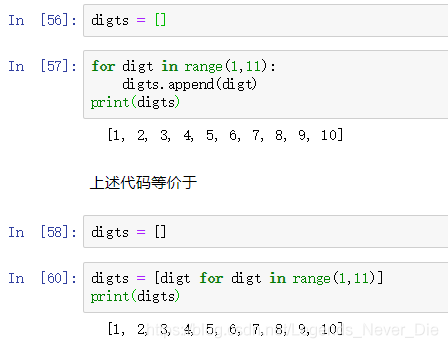 In [56]: digts = []
In [57]: for digt in range(1,11):
digts.append(digt)
print(digts)
[1, 2, 3, 4, 5, 6, 7, 8, 9, 10]
上述代码等价于
In [58]: digts = []
In [60]: digts = [digt for digt in range(1,11)]
print(digts)
[1, 2, 3, 4, 5, 6, 7, 8, 9, 10]